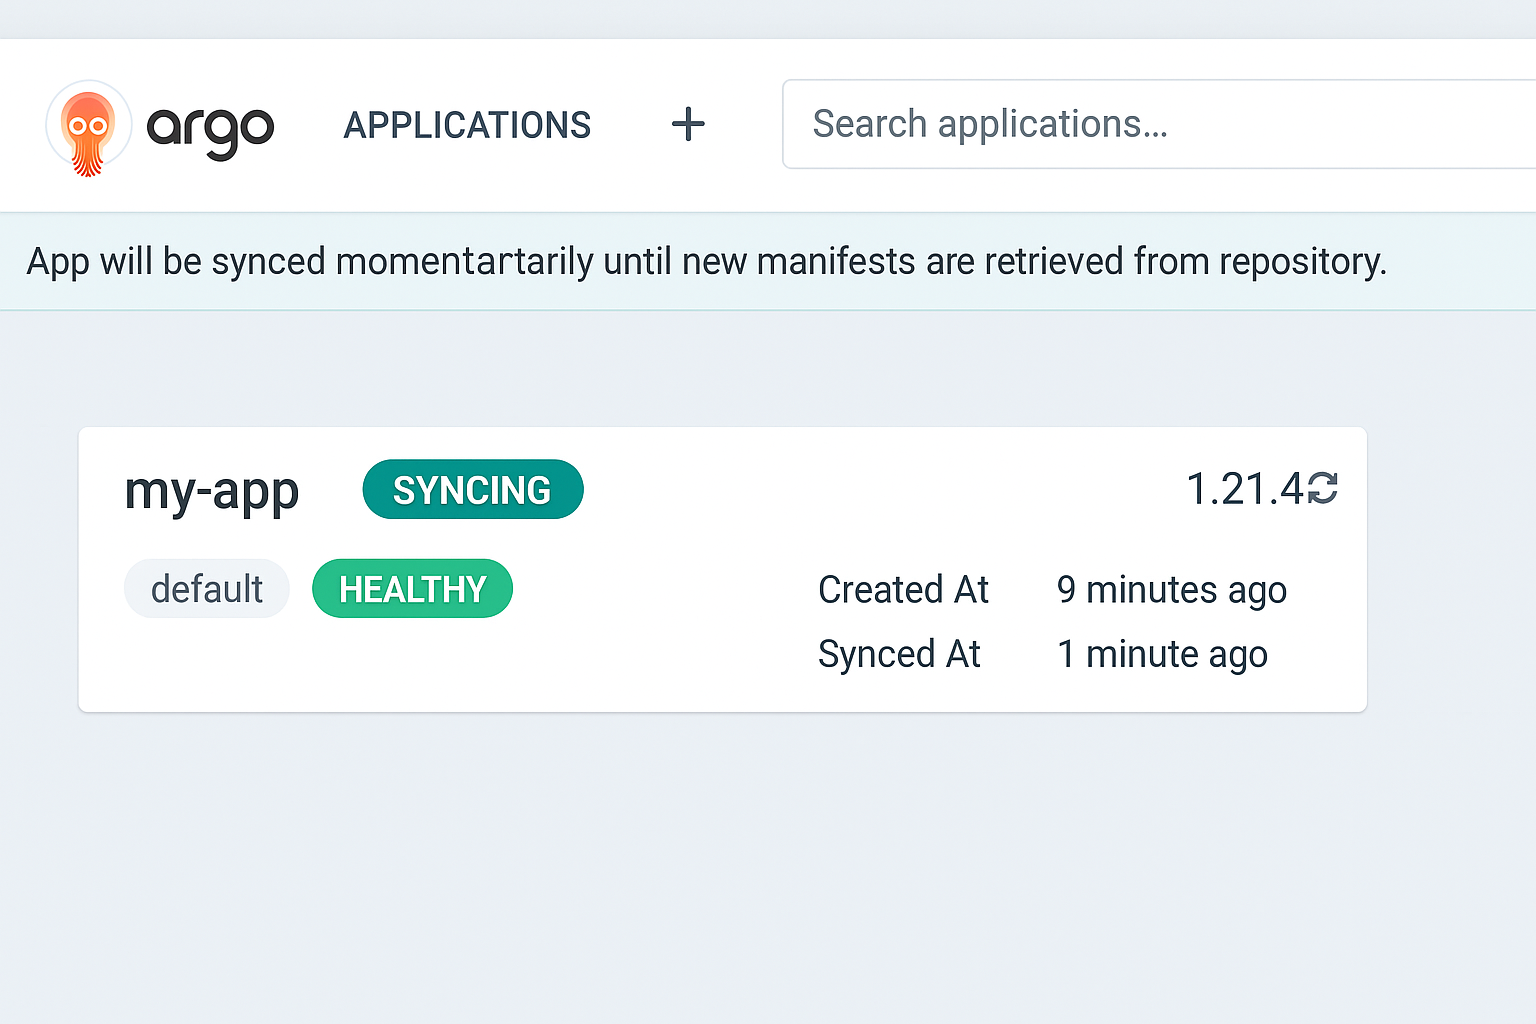 argo APPLICATIONS + Search applications...
App will be synced momentartarily until new manifests are retrieved from repository.
my-app SYNCING 1.21.4
default HEALTHY Created At 9 minutes ago
Synced At 1 minute ago